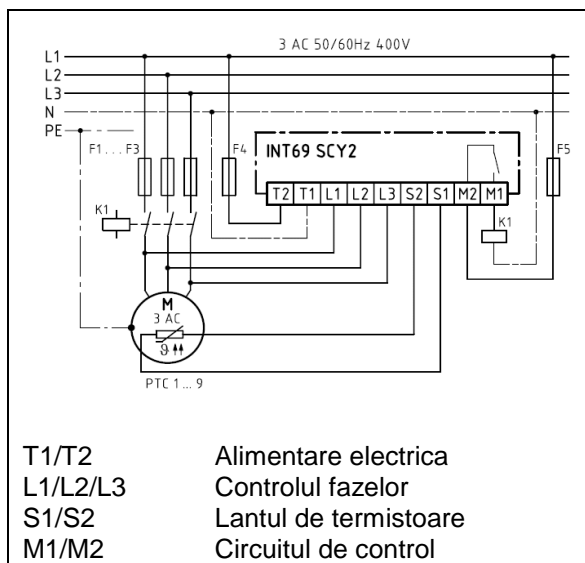 3 AC 50/60Hz 400V
L1
L2
L3
N
PE
F1...F3
F4
INT69 SCY2
F5
T2 T1 L1 L2 L3 S2 S1 M2 M1
K1
K1
M
3 AC
ϑ
PTC 1...9
T1/T2 Alimentare electrica
L1/L2/L3 Controlul fazelor
S1/S2 Lantul de termistoare
M1/M2 Circuitul de control